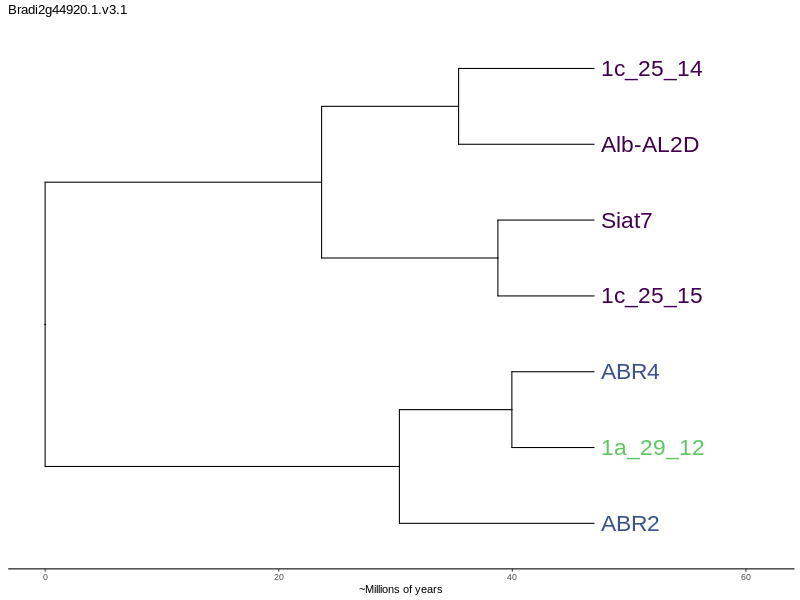 Bradi2g44920.1.v3.1
1c_25_14
Alb-AL2D
Siat7
1c_25_15
ABR4
1a_29_12
ABR2
0 20 40 60
~Millions of years